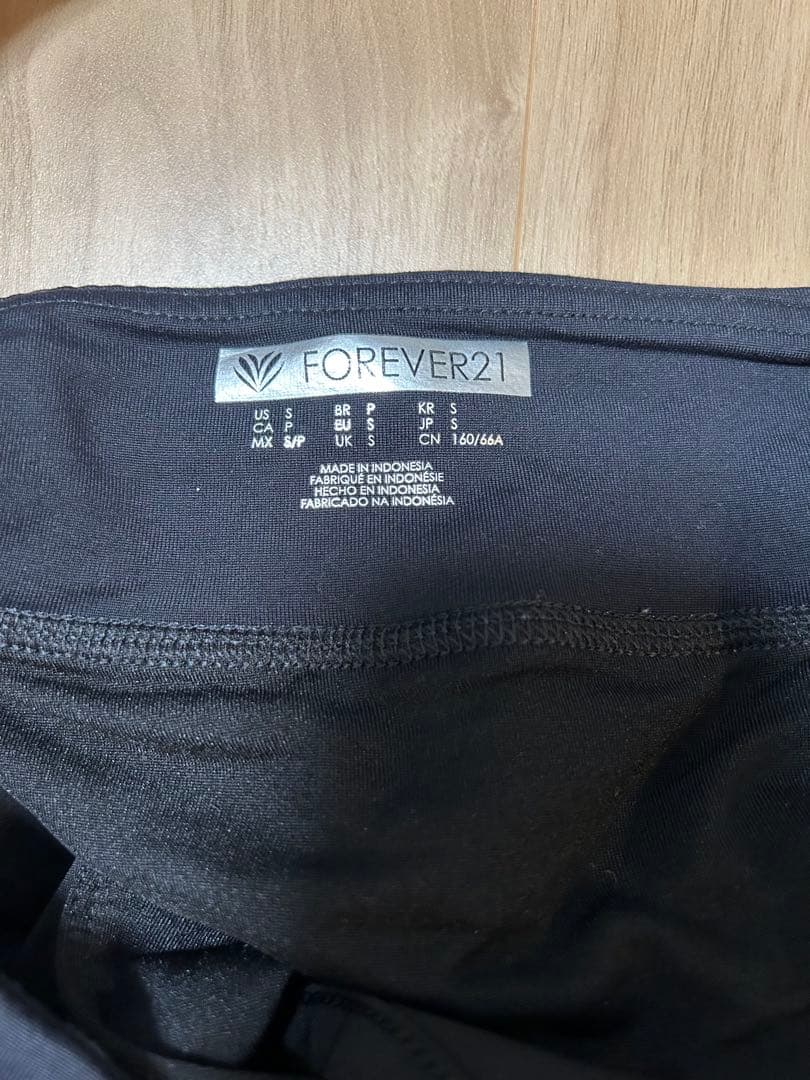 FOREVER21
US S BR P KR S
CA P EU S JP S
MX S/P UK S CN 160/66A
MADE IN INDONESIA
FABRIQUÉ EN INDONÉSIE
HECHO EN INDONESIA
FABRICADO NA INDONÉSIA